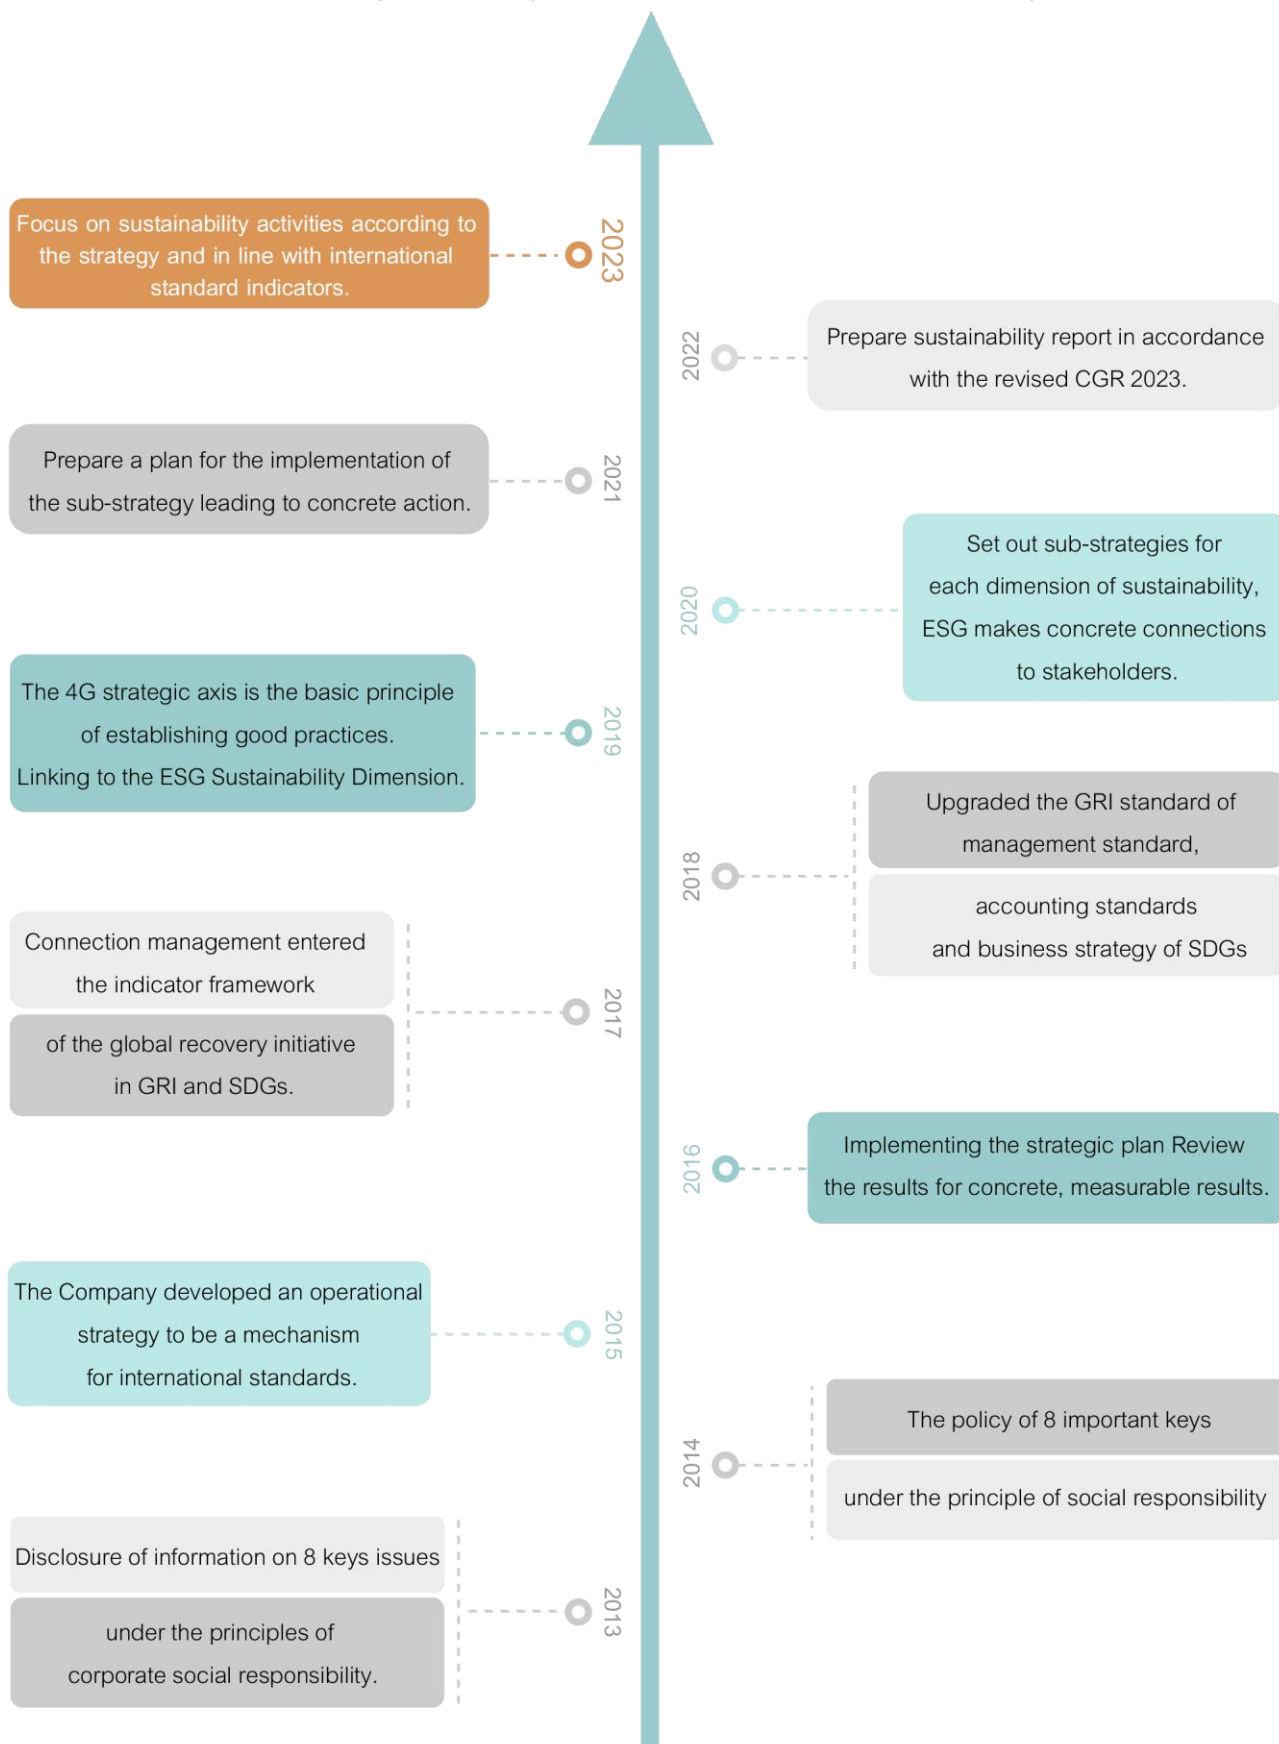 2023
Focus on sustainability activities according to
the strategy and in line with international
standard indicators.
2022
Prepare sustainability report in accordance
with the revised CGR 2023.
2021
Prepare a plan for the implementation of
the sub-strategy leading to concrete action.
2020
Set out sub-strategies for
each dimension of sustainability,
ESG makes concrete connections
to stakeholders.
2019
The 4G strategic axis is the basic principle
of establishing good practices.
Linking to the ESG Sustainability Dimension.
2018
Upgraded the GRI standard of
management standard,
accounting standards
and business strategy of SDGs
2017
Connection management entered
the indicator framework
of the global recovery initiative
in GRI and SDGs.
2016
Implementing the strategic plan Review
the results for concrete, measurable results.
2015
The Company developed an operational
strategy to be a mechanism
for international standards.
2014
The policy of 8 important keys
under the principle of social responsibility
2013
Disclosure of information on 8 keys issues
under the principles of
corporate social responsibility.